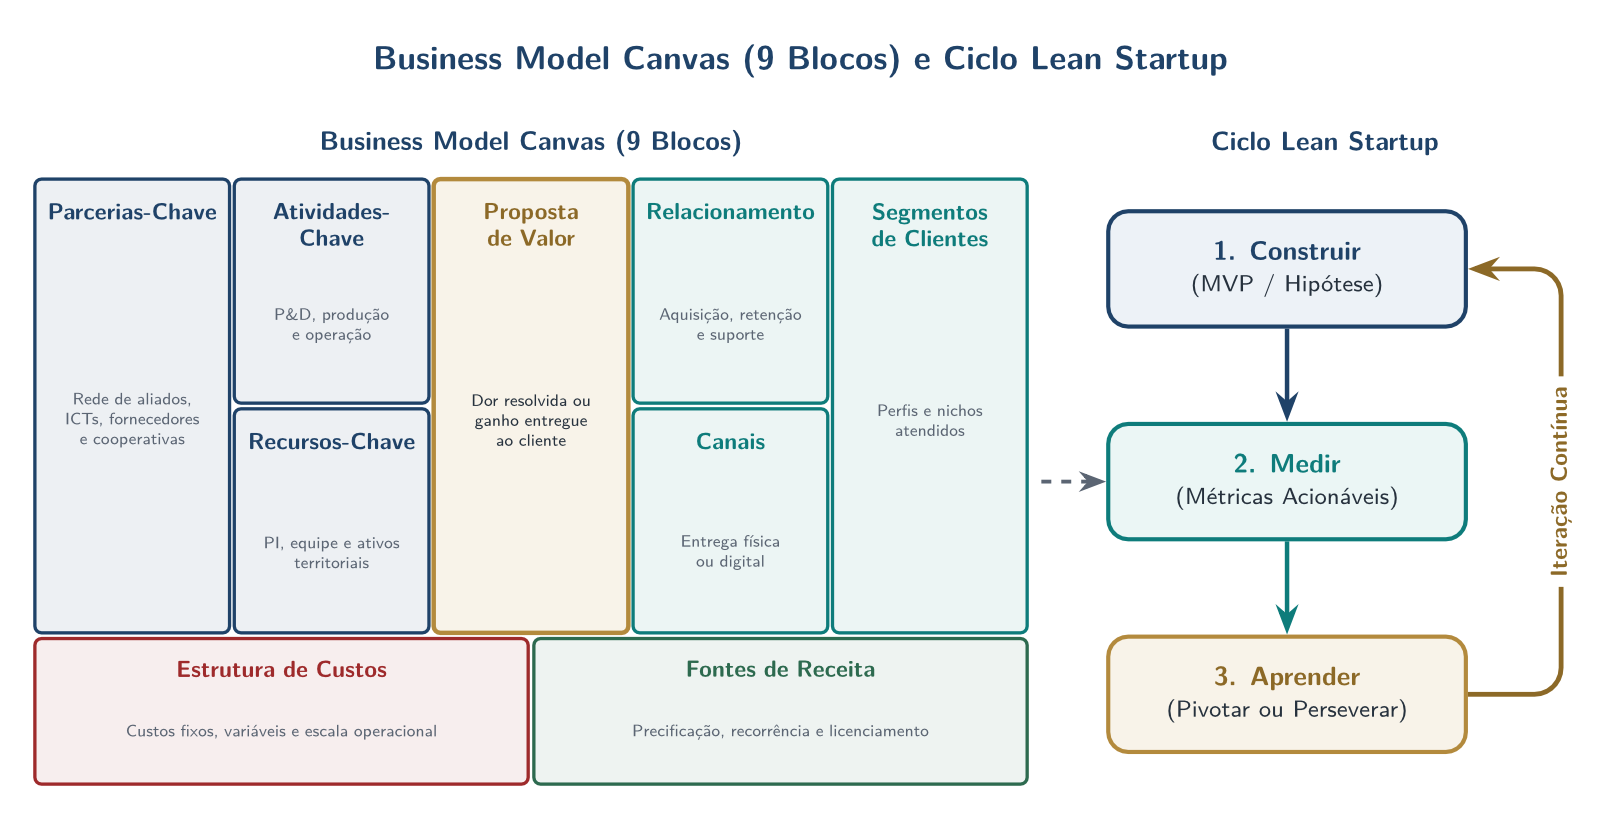 Business Model Canvas (9 Blocos) e Ciclo Lean Startup
Business Model Canvas (9 Blocos)
Parcerias-Chave
Rede de aliados,
ICTs, fornecedores
e cooperativas
Atividades-
Chave
P&D, produção
e operação
Recursos-Chave
PI, equipe e ativos
territoriais
Proposta
de Valor
Dor resolvida ou
ganho entregue
ao cliente
Relacionamento
Aquisição, retenção
e suporte
Canais
Entrega física
ou digital
Segmentos
de Clientes
Perfis e nichos
atendidos
Estrutura de Custos
Custos fixos, variáveis e escala operacional
Fontes de Receita
Precificação, recorrência e licenciamento
Ciclo Lean Startup
1. Construir
(MVP / Hipótese)
2. Medir
(Métricas Acionáveis)
3. Aprender
(Pivotar ou Perseverar)
Iteração Contínua